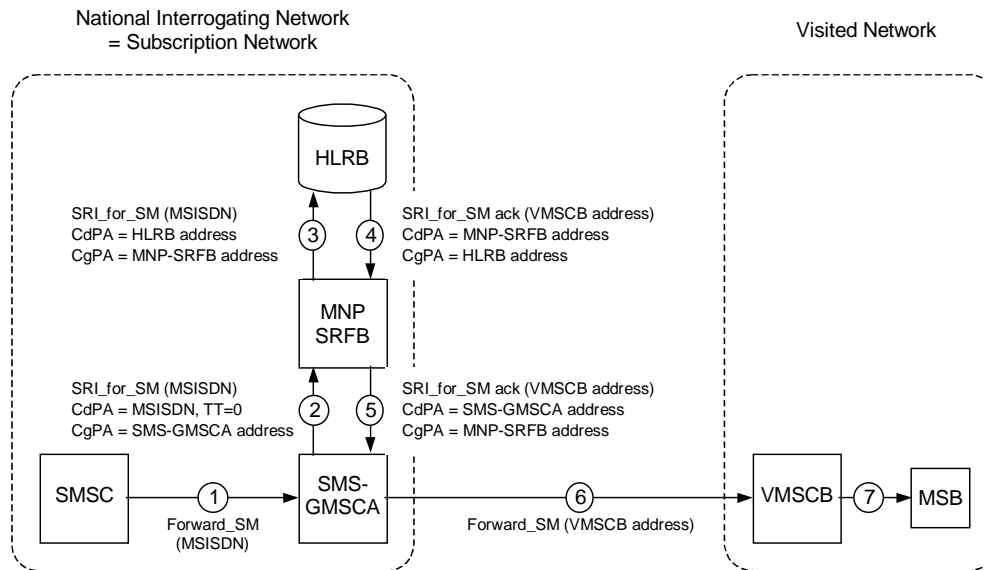 National Interrogating Network
= Subscription Network
Visited Network
HLRB
SRI_for_SM (MSISDN)
CdPA = HLRB address
CgPA = MNP-SRFB address
3
4
SRI_for_SM ack (VMSCB address)
CdPA = MNP-SRFB address
CgPA = HLRB address
MNP
SRFB
SRI_for_SM (MSISDN)
CdPA = MSISDN, TT=0
CgPA = SMS-GMSCA address
2
5
SRI_for_SM ack (VMSCB address)
CdPA = SMS-GMSCA address
CgPA = MNP-SRFB address
SMSC
1
Forward_SM
(MSISDN)
SMS-
GMSCA
6
Forward_SM (VMSCB address)
VMSCB
7
MSB